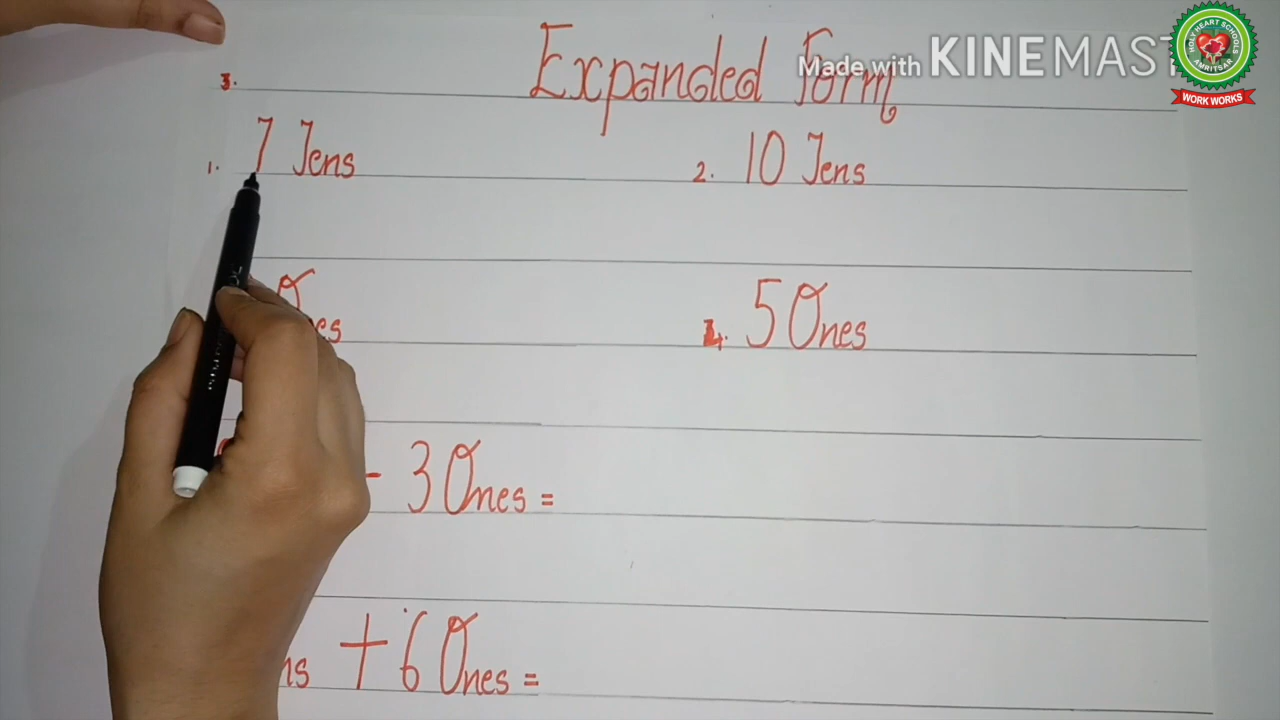 Expanded Form
Made with KINEMAST
HOLY HEART SCHOOLS
AMRITSAR
WORK WORKS
3.
1. 7 Tens
2. 10 Tens
4. 5 Ones
3 Ones =
+ 6 Ones =